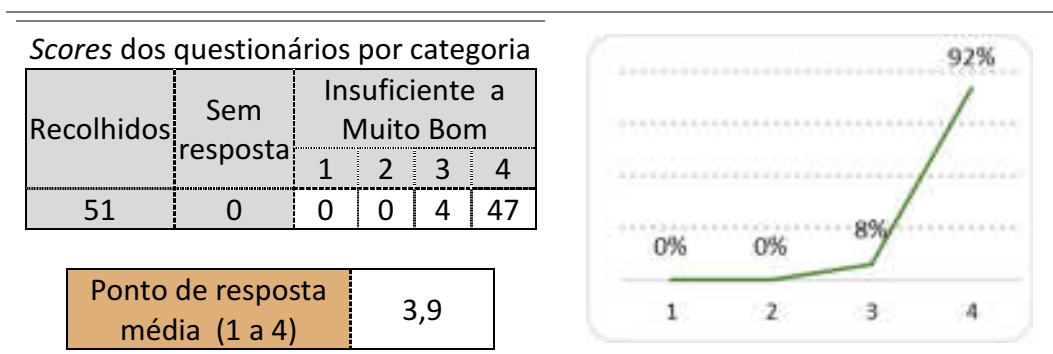 Scores dos questionários por categoria
Recolhidos
Sem
resposta
Insuficiente a
Muito Bom
1 2 3 4
51 0 0 0 4 47
Ponto de resposta
média (1 a 4)
3,9
92%
0% 0% 8%
1 2 3 4